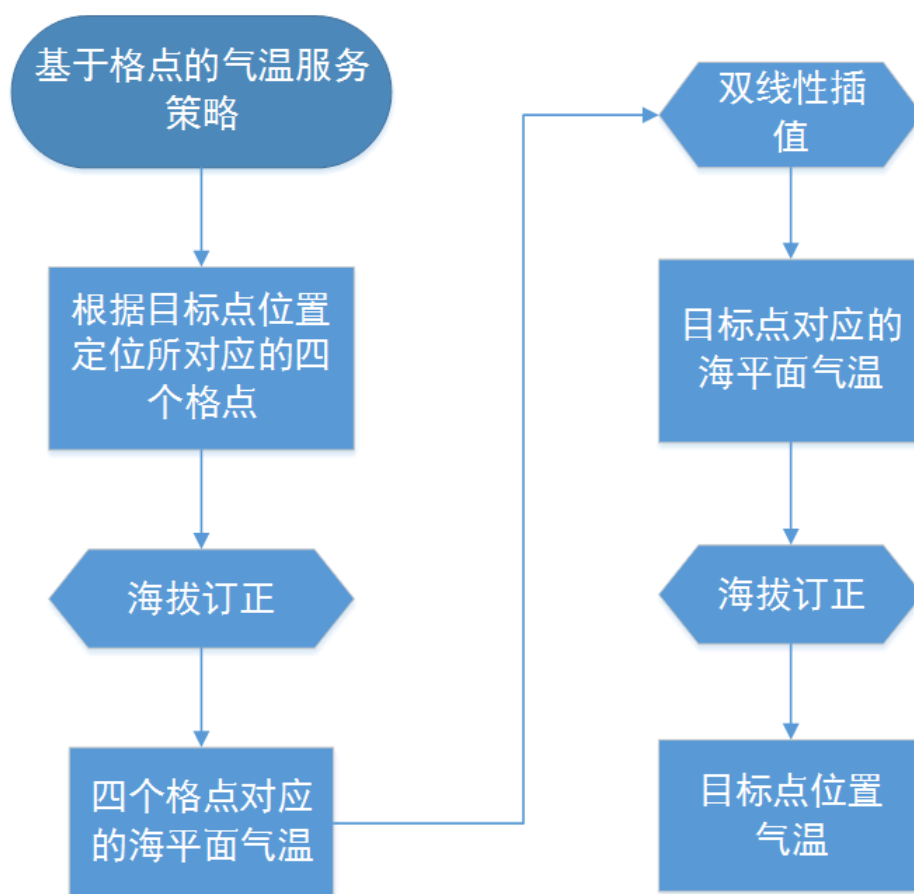 基于格点的气温服务
策略
根据目标点位置
定位所对应的四
个格点
海拔订正
四个格点对应
的海平面气温
双线性插
值
目标点对应的
海平面气温
海拔订正
目标点位置
气温